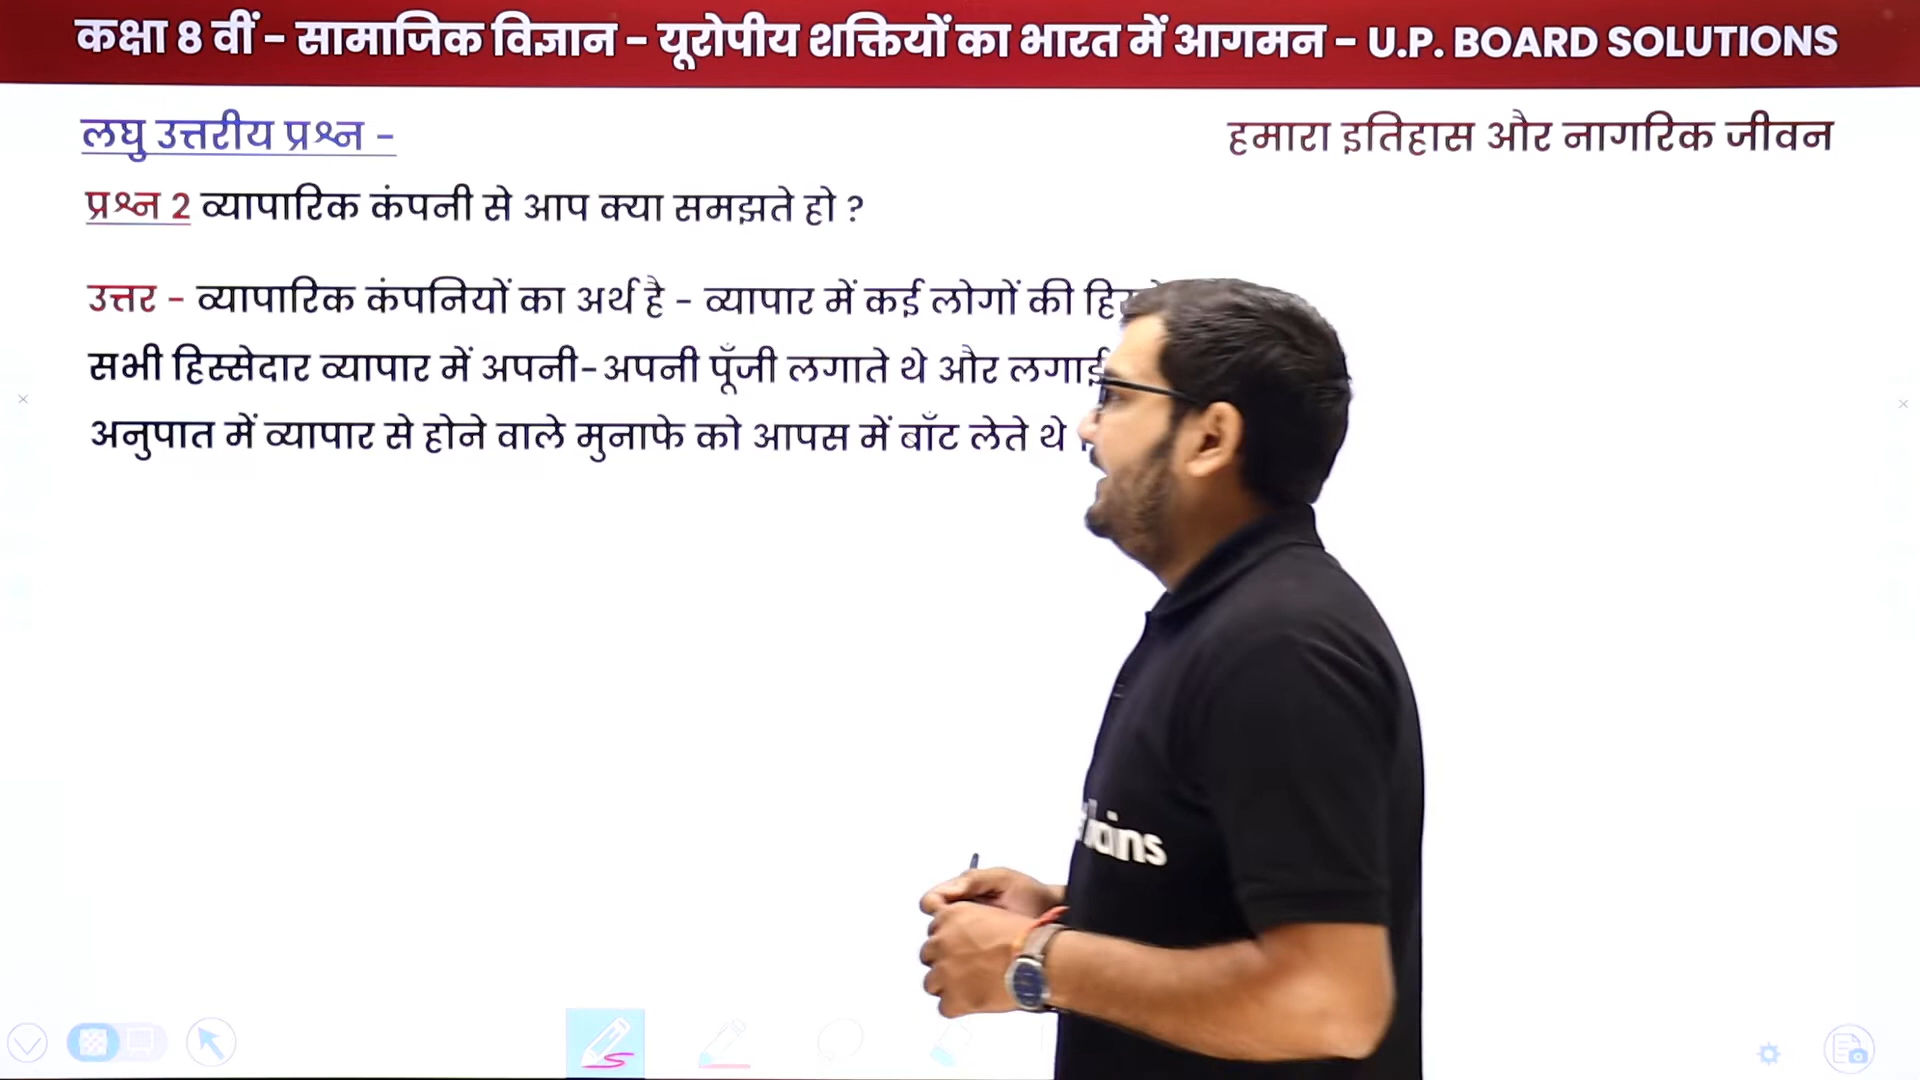 कक्षा 8 वीं - सामाजिक विज्ञान - यूरोपीय शक्तियों का भारत में आगमन - U.P. BOARD SOLUTIONS
लघु उत्तरीय प्रश्न -
हमारा इतिहास और नागरिक जीवन
प्रश्न 2 व्यापारिक कंपनी से आप क्या समझते हो ?
उत्तर - व्यापारिक कंपनियों का अर्थ है - व्यापार में कई लोगों की
सभी हिस्सेदार व्यापार में अपनी-अपनी पूँजी लगाते थे और लगाई
अनुपात में व्यापार से होने वाले मुनाफे को आपस में बाँट लेते थे